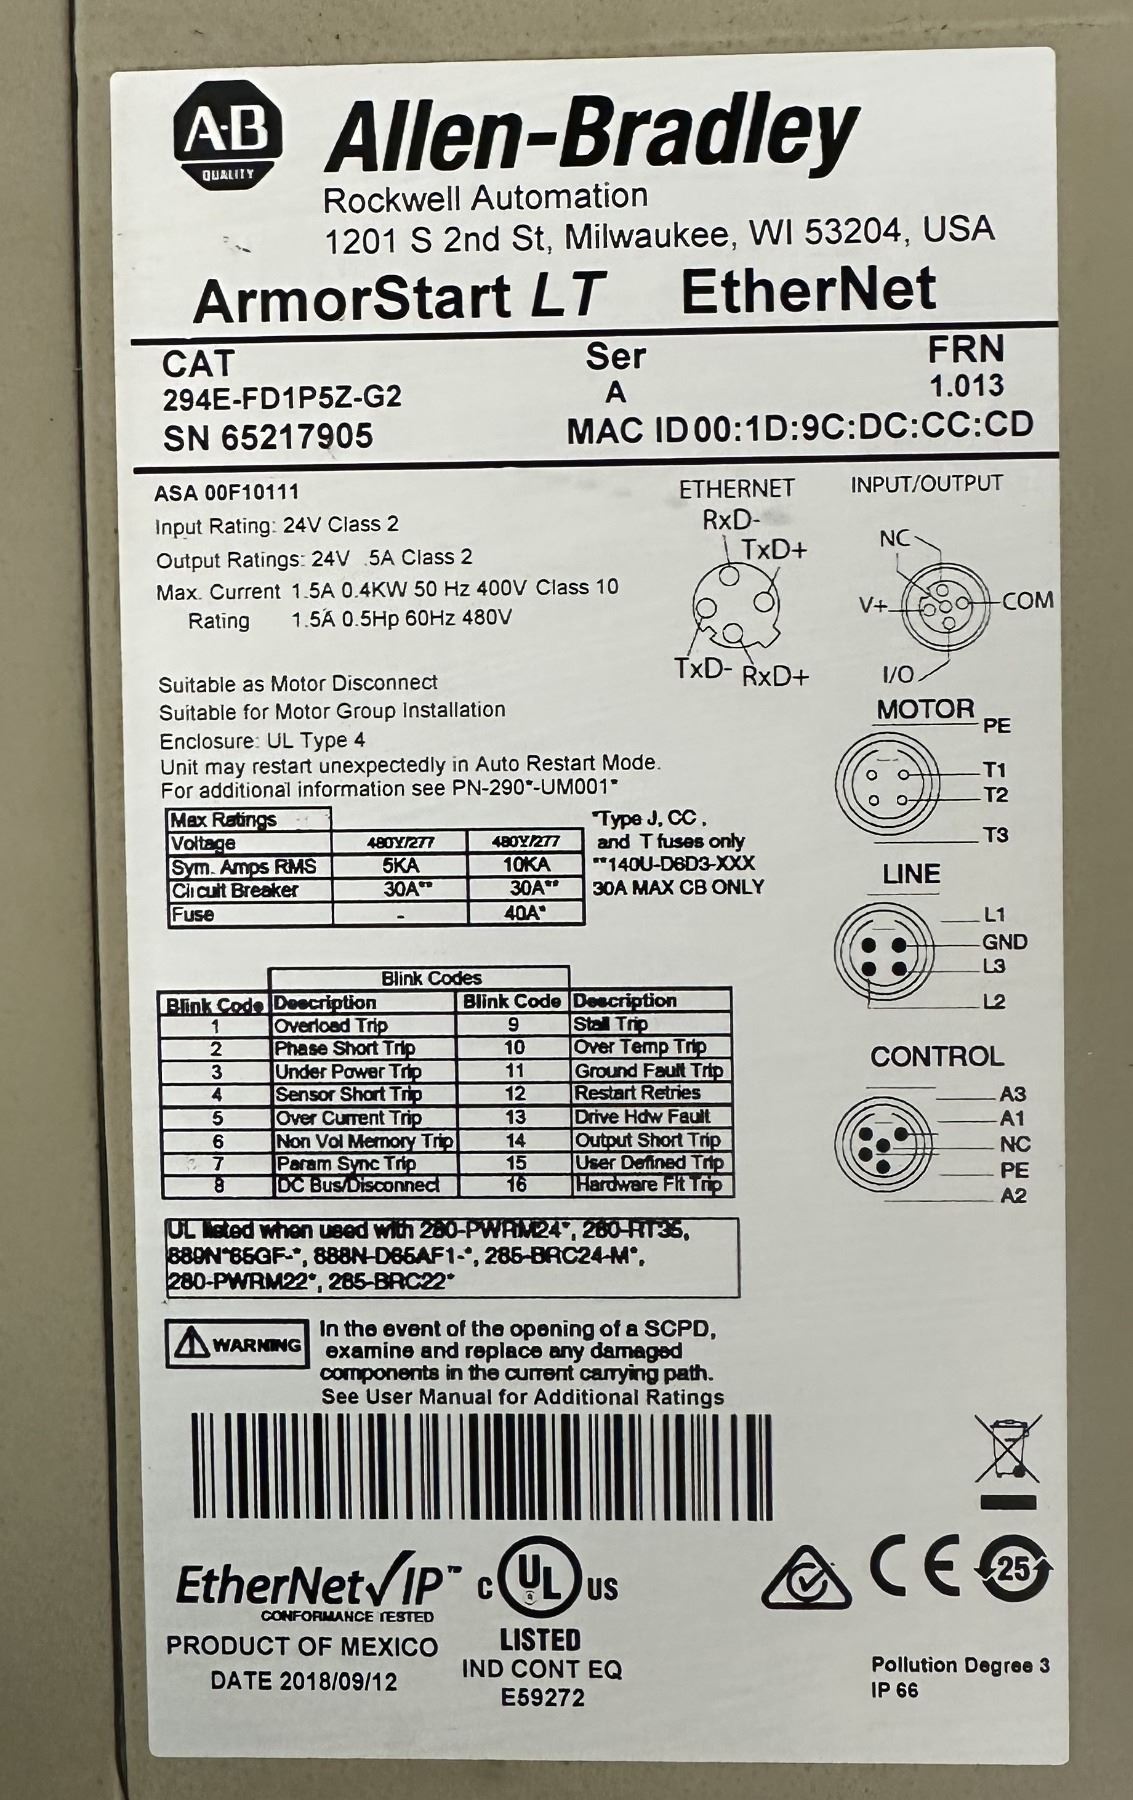 A·B
QUALITY
Allen-Bradley
Rockwell Automation
1201 S 2nd St, Milwaukee, WI 53204, USA
ArmorStart LT EtherNet
CAT Ser FRN
294E-FD1P5Z-G2 A 1.013
SN 65217905 MAC ID 00:1D:9C:DC:CC:CD
ASA 00F10111
Input Rating: 24V Class 2
Output Ratings: 24V .5A Class 2
Max. Current 1.5A 0.4KW 50 Hz 400V Class 10
Rating 1.5A 0.5Hp 60Hz 480V
Suitable as Motor Disconnect
Suitable for Motor Group Installation
Enclosure: UL Type 4
Unit may restart unexpectedly in Auto Restart Mode.
For additional information see PN-290*-UM001*
ETHERNET
RxD-
TxD+
TxD-
RxD+
INPUT/OUTPUT
NC
V+
COM
I/O
MOTOR
PE
T1
T2
T3
LINE
L1
GND
L3
L2
CONTROL
A3
A1
NC
PE
A2
Max Ratings
Voltage 480Y/277 480Y/277
Sym. Amps RMS 5KA 10KA
Circuit Breaker 30A** 30A**
Fuse - 40A*
*Type J, CC,
and T fuses only
**140U-D6D3-XXX
30A MAX CB ONLY
Blink Codes
Blink Code Description Blink Code Description
1 Overload Trip 9 Stall Trip
2 Phase Short Trip 10 Over Temp Trip
3 Under Power Trip 11 Ground Fault Trip
4 Sensor Short Trip 12 Restart Retries
5 Over Current Trip 13 Drive Hdw Fault
6 Non Vol Memory Trip 14 Output Short Trip
7 Param Sync Trip 15 User Defined Trip
8 DC Bus/Disconnect 16 Hardware Flt Trip
UL listed when used with 280-PWRM24*, 280-RT35,
889N*65GF-*, 888N-D65AF1-*, 285-BRC24-M*,
280-PWRM22*, 285-BRC22*
WARNING
In the event of the opening of a SCPD,
examine and replace any damaged
components in the current carrying path.
See User Manual for Additional Ratings
EtherNet/IP™
CONFORMANCE TESTED
PRODUCT OF MEXICO
DATE 2018/09/12
C UL US
LISTED
IND CONT EQ
E59272
CE
25
Pollution Degree 3
IP 66